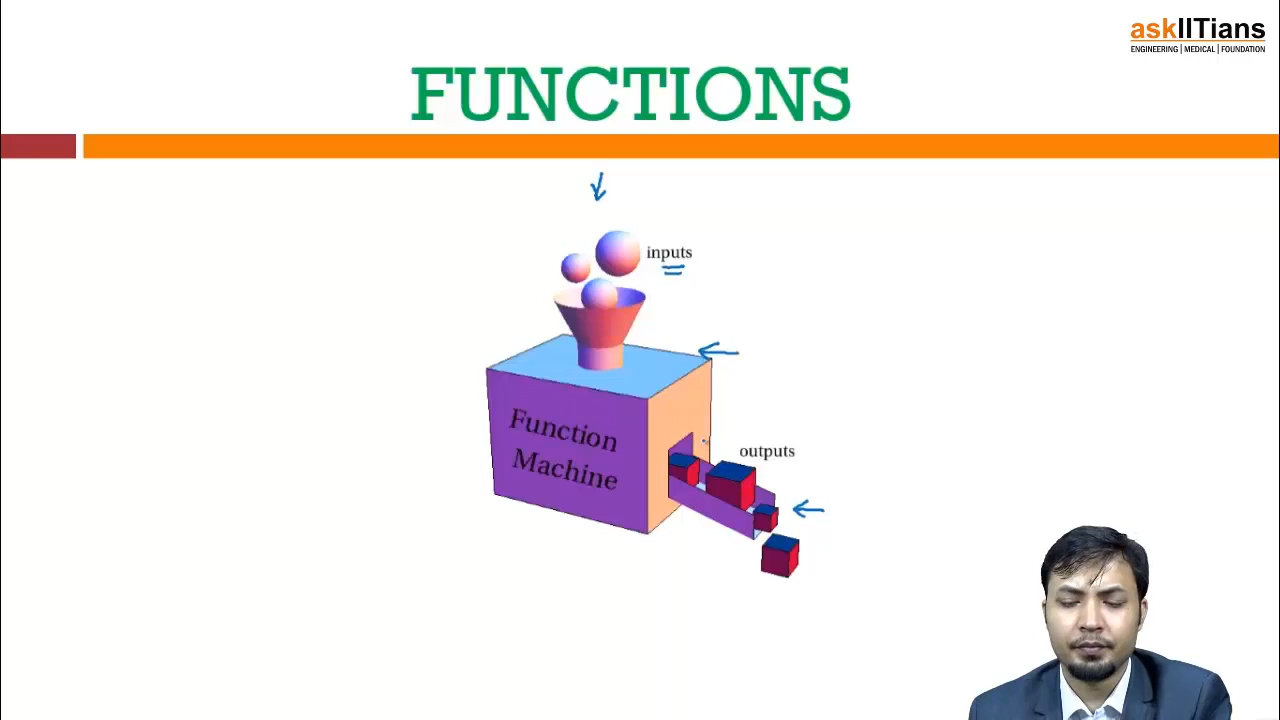 askIITians
ENGINEERING | MEDICAL | FOUNDATION
FUNCTIONS
inputs
Function
Machine
outputs